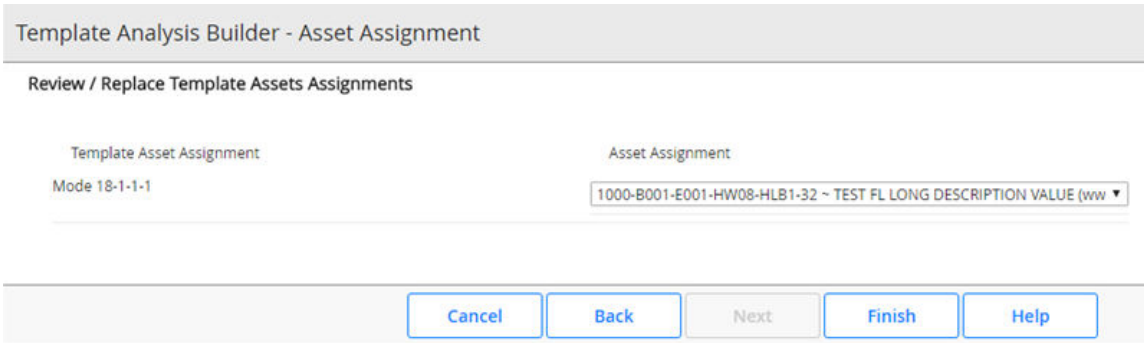 Template Analysis Builder - Asset Assignment
Review / Replace Template Assets Assignments
Template Asset Assignment Asset Assignment
Mode 18-1-1-1 1000-B001-E001-HW08-HLB1-32 ~ TEST FL LONG DESCRIPTION VALUE (ww
Cancel Back Next Finish Help